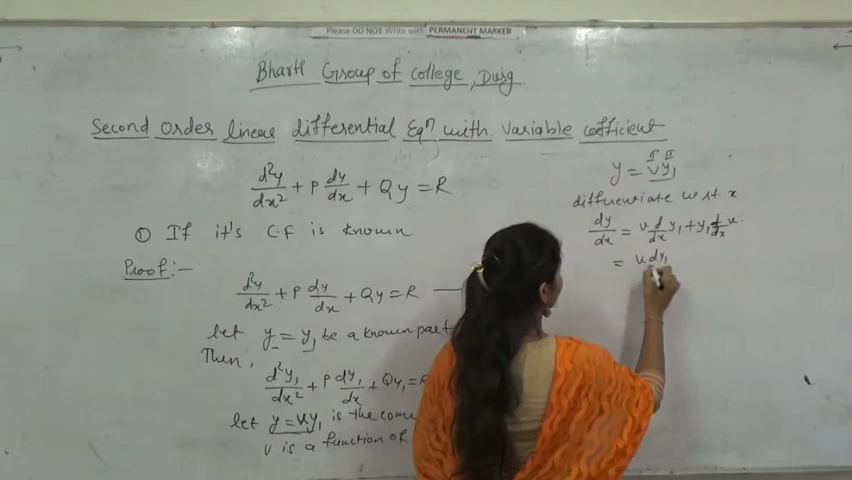 Please DO NOT Write with PERMANENT MARKER
Bharti Group of college, Durg
Second order linear differential Eqn with variable coefficient
d²y/dx² + P dy/dx + Qy = R
① If it's C.F is known
Proof:-
d²y/dx² + P dy/dx + Qy = R —
let y = y₁ be a known part
Then,
d²y₁/dx² + P dy₁/dx + Qy₁ = R
let y = vy₁ is the com
v is a function of
y = v y₁
I II
differentiate w.r.t x
dy/dx = v d/dx y₁ + y₁ d/dx v
= v dy₁